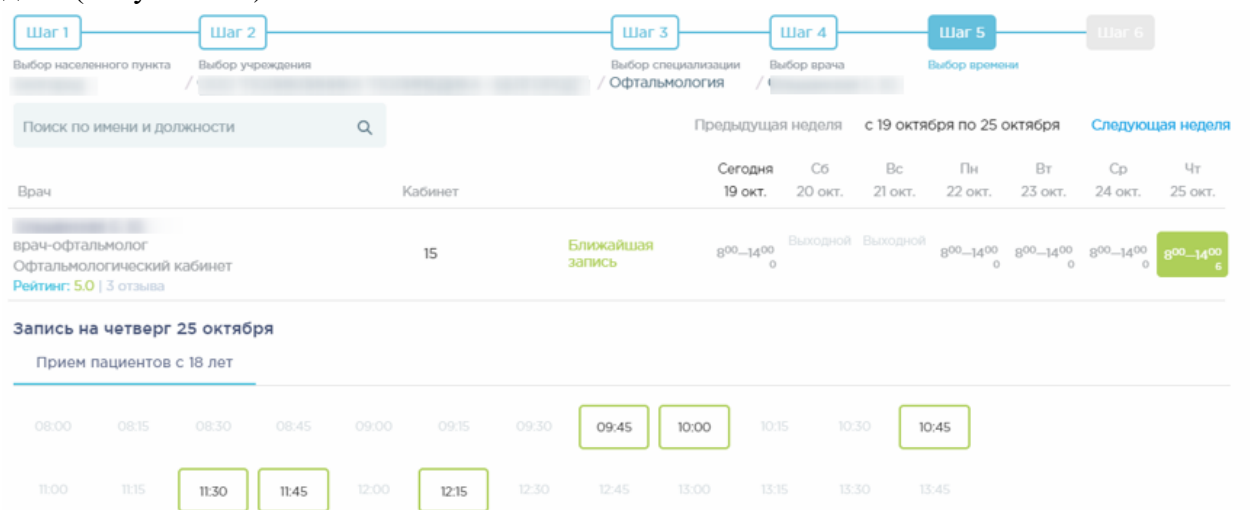 Шаг 1 Шаг 2 Шаг 3 Шаг 4 Шаг 5 Шаг 6
Выбор населенного пункта Выбор учреждения Выбор специализации Выбор врача Выбор времени
/ / Офтальмология /
Поиск по имени и должности Предыдущая неделя с 19 октября по 25 октября Следующая неделя
Сегодня Сб Вс Пн Вт Ср Чт
Врач Кабинет 19 окт. 20 окт. 21 окт. 22 окт. 23 окт. 24 окт. 25 окт.
врач-офтальмолог
Офтальмологический кабинет
Рейтинг: 5.0 | 3 отзыва
15
Ближайшая
запись
8⁰⁰–14⁰⁰ Выходной Выходной 8⁰⁰–14⁰⁰ 8⁰⁰–14⁰⁰ 8⁰⁰–14⁰⁰ 8⁰⁰–14⁰⁰
0 0 0 0 6
Запись на четверг 25 октября
Прием пациентов с 18 лет
08:00 08:15 08:30 08:45 09:00 09:15 09:30 09:45 10:00 10:15 10:30 10:45
11:00 11:15 11:30 11:45 12:00 12:15 12:30 12:45 13:00 13:15 13:30 13:45